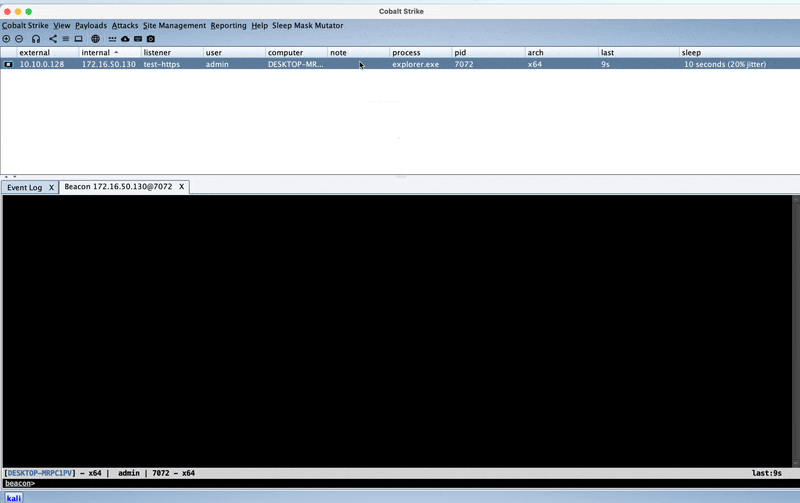 Cobalt Strike
Cobalt Strike View Payloads Attacks Site Management Reporting Help Sleep Mask Mutator
external internal listener user computer note process pid arch last sleep
10.10.0.128 172.16.50.130 test-https admin DESKTOP-MR... explorer.exe 7072 x64 9s 10 seconds (20% jitter)
Event Log X Beacon 172.16.50.130@7072 X
[DESKTOP-MRPC1PV] - x64 | admin | 7072 - x64 last:9s
beacon>
kali